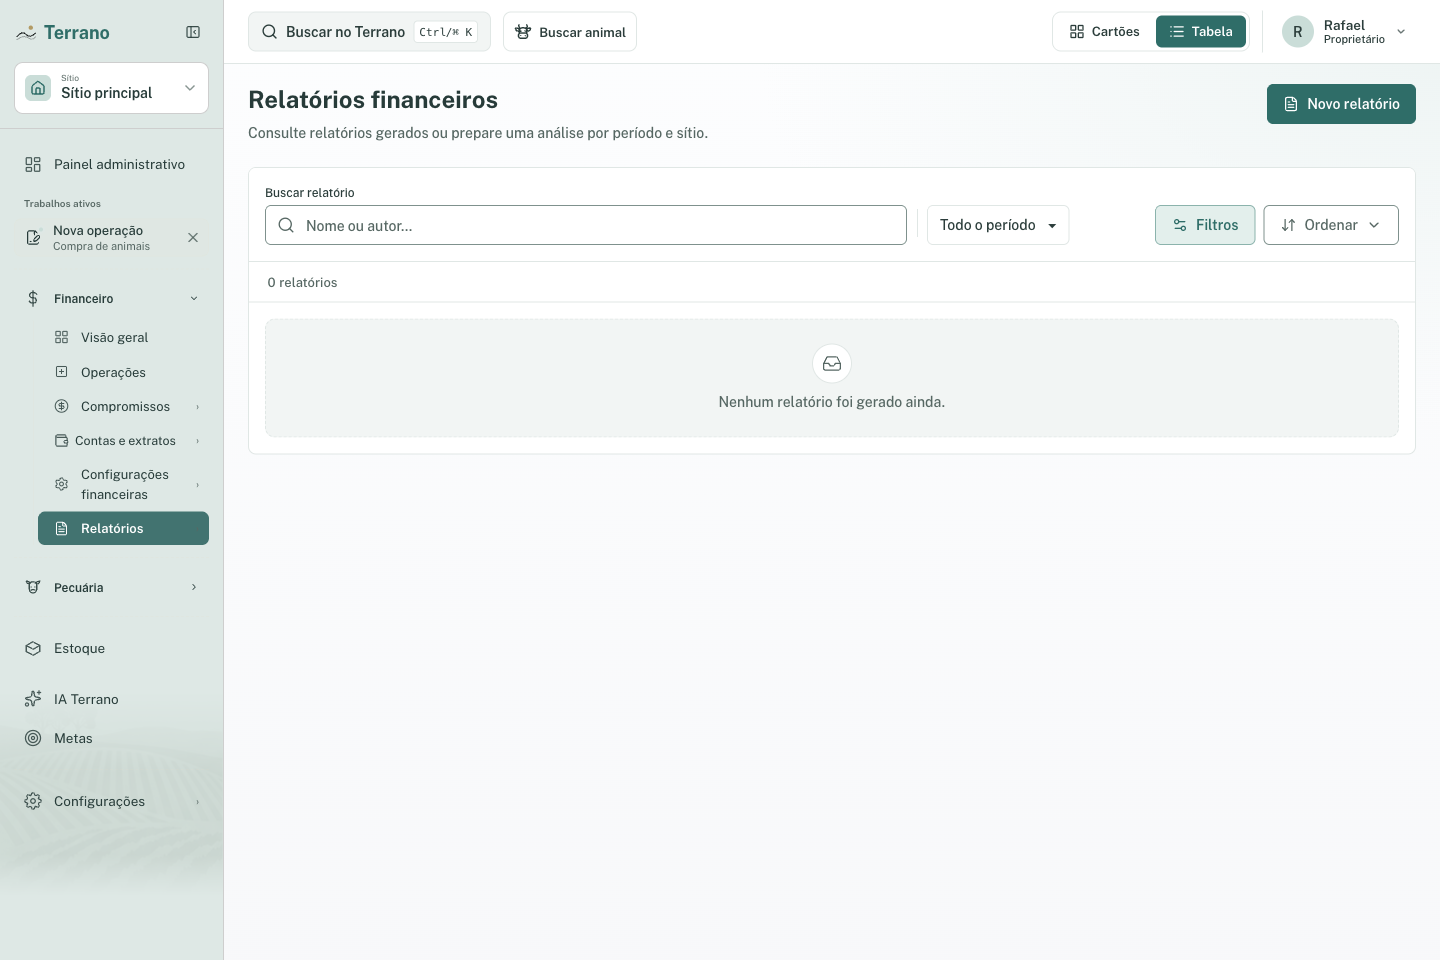 Terrano
Sítio
Sítio principal
Painel administrativo
Trabalhos ativos
Nova operação
Compra de animais
Financeiro
Visão geral
Operações
Compromissos
Contas e extratos
Configurações
financeiras
Relatórios
Pecuária
Estoque
IA Terrano
Metas
Configurações
Buscar no Terrano Ctrl/⌘ K
Buscar animal
Cartões
Tabela
R
Rafael
Proprietário
Relatórios financeiros
Consulte relatórios gerados ou prepare uma análise por período e sítio.
Novo relatório
Buscar relatório
Nome ou autor...
Todo o período
Filtros
Ordenar
0 relatórios
Nenhum relatório foi gerado ainda.